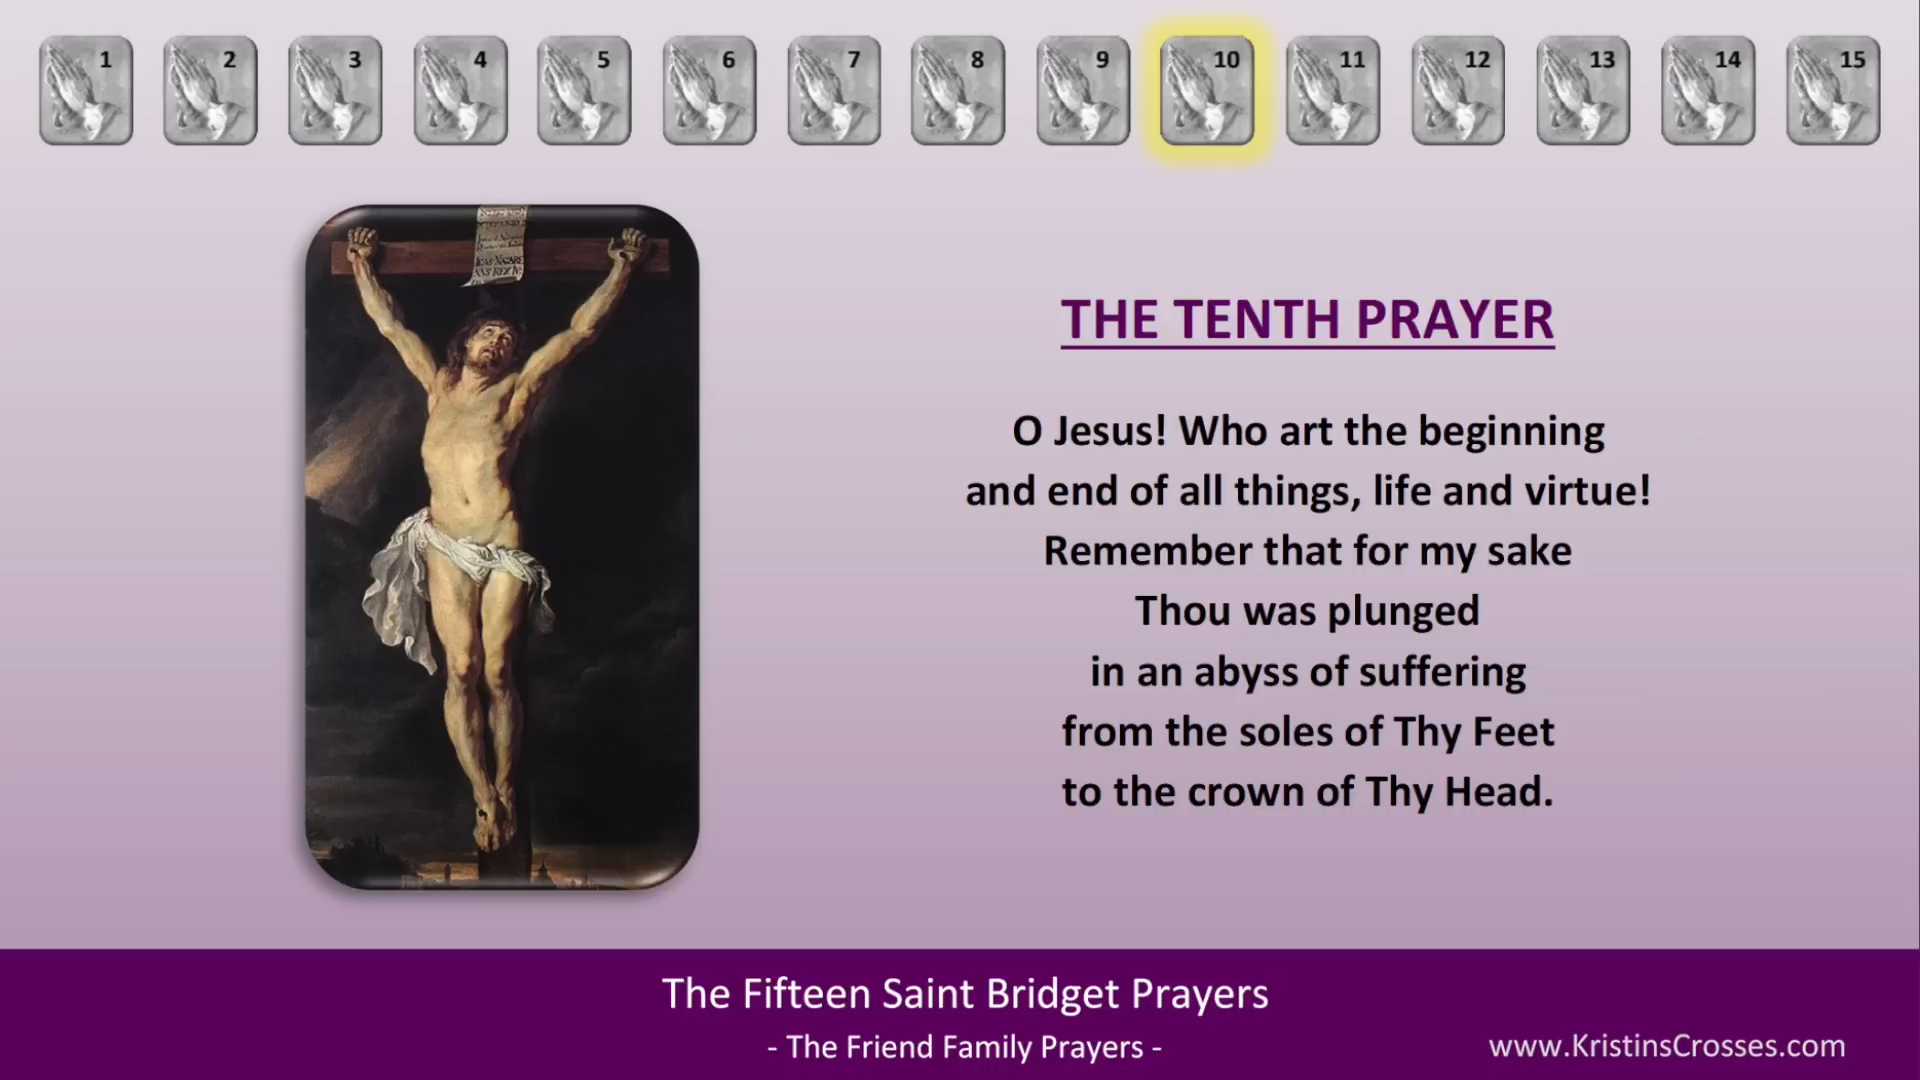 1 2 3 4 5 6 7 8 9 10 11 12 13 14 15
THE TENTH PRAYER
O Jesus! Who art the beginning
and end of all things, life and virtue!
Remember that for my sake
Thou was plunged
in an abyss of suffering
from the soles of Thy Feet
to the crown of Thy Head.
The Fifteen Saint Bridget Prayers
- The Friend Family Prayers -
www.KristinsCrosses.com